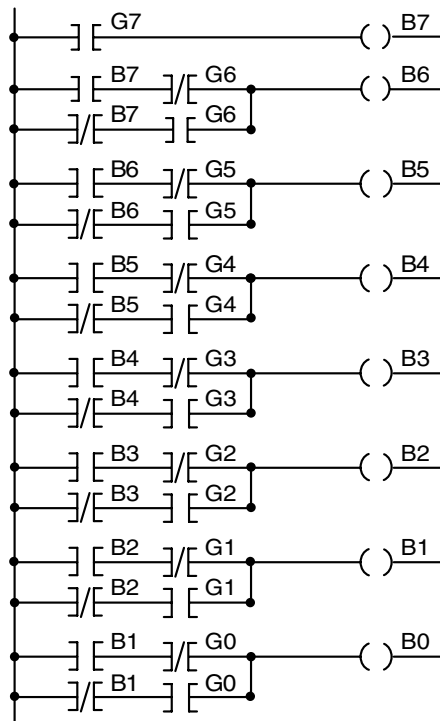 G7 B7
B7 G6 B6
B7 G6
B6 G5 B5
B6 G5
B5 G4 B4
B5 G4
B4 G3 B3
B4 G3
B3 G2 B2
B3 G2
B2 G1 B1
B2 G1
B1 G0 B0
B1 G0